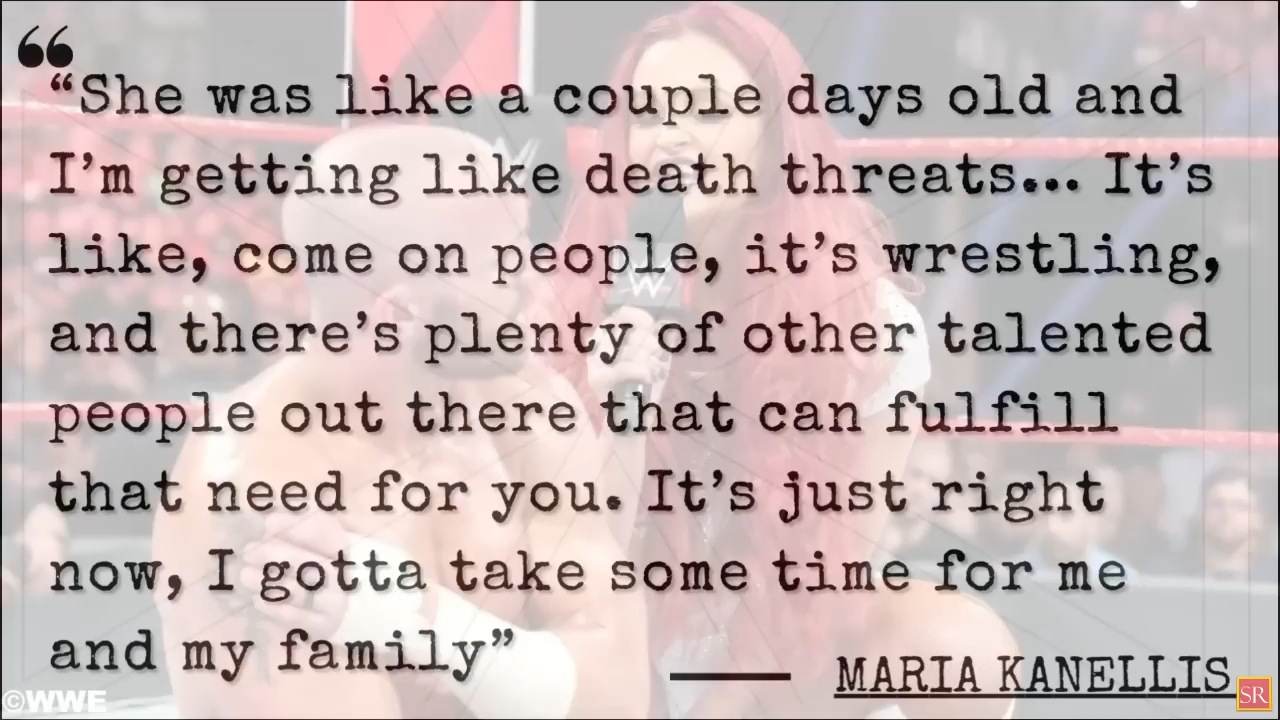 “
“She was like a couple days old and
I’m getting like death threats... It’s
like, come on people, it’s wrestling,
and there’s plenty of other talented
people out there that can fulfill
that need for you. It’s just right
now, I gotta take some time for me
and my family”
MARIA KANELLIS
©WWE
SR